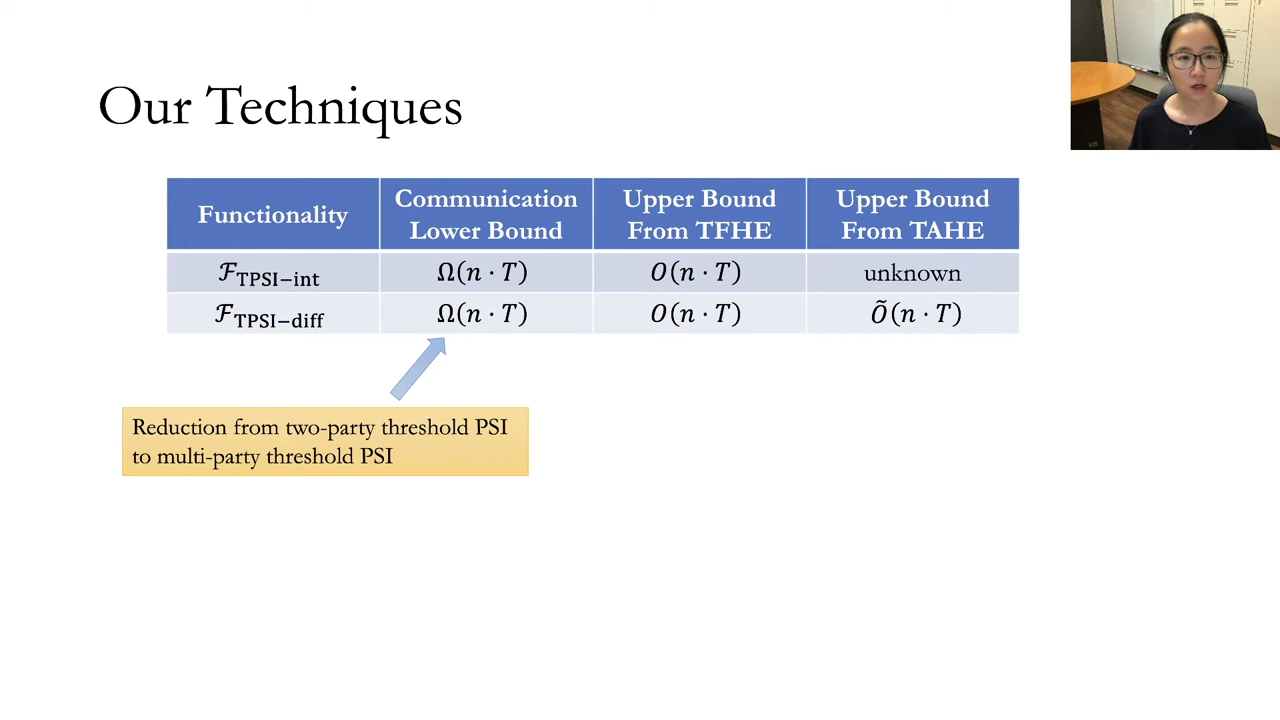 Our Techniques
Functionality
Communication Lower Bound
Upper Bound From TFHE
Upper Bound From TAHE
ℱTPSI−int
Ω(n · T)
O(n · T)
unknown
ℱTPSI−diff
Ω(n · T)
O(n · T)
Õ(n · T)
Reduction from two-party threshold PSI
to multi-party threshold PSI